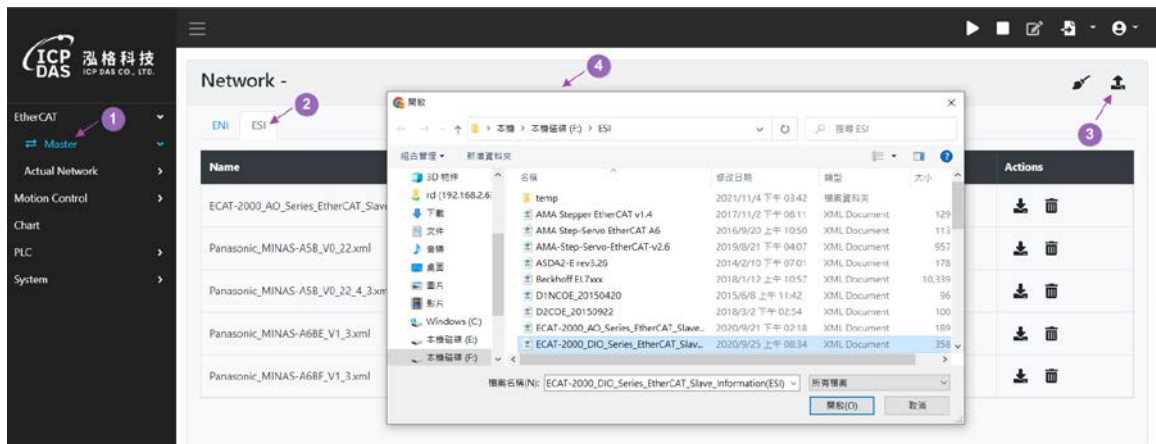 ICP DAS 泓格科技
ICP DAS CO., LTD.
EtherCAT
1
Master
Actual Network
Motion Control
Chart
PLC
System
Network -
4
2
3
ENI ESI
Name Actions
ECAT-2000_AO_Series_EtherCAT_Slave
Panasonic_MINAS-A5B_V0_22.xml
Panasonic_MINAS-A5B_V0_22_4_3.xm
Panasonic_MINAS-A6BE_V1_3.xml
Panasonic_MINAS-A6BF_V1_3.xml
開啟
本機 > 本機磁碟 (F:) > ESI
搜尋 ESI
組合管理 新增資料夾
3D 物件
rd (192.168.2.6
下載
文件
音樂
桌面
圖片
影片
Windows (C:)
本機磁碟 (E:)
本機磁碟 (F:)
名稱 修改日期 類型 大小
temp 2021/11/4 下午 03:42 檔案資料夾
AMA Stepper EtherCAT v1.4 2017/11/2 下午 08:11 XML Document 129
AMA Step-Servo EtherCAT A6 2016/9/20 上午 10:50 XML Document 113
AMA-Step-Servo-EtherCAT-v2.6 2019/8/21 下午 04:07 XML Document 957
ASDA2-E rev3.26 2014/2/10 下午 07:01 XML Document 178
Beckhoff EL7xxx 2018/1/12 上午 10:57 XML Document 10,339
D1NCOE_20150420 2015/6/8 上午 11:42 XML Document 96
D2COE_20150922 2018/3/2 下午 02:54 XML Document 100
ECAT-2000_AO_Series_EtherCAT_Slave... 2020/9/21 下午 02:18 XML Document 189
ECAT-2000_DIO_Series_EtherCAT_Slav... 2020/9/25 上午 08:34 XML Document 358
檔案名稱(N): ECAT-2000_DIO_Series_EtherCAT_Slave_Information(ESI) 所有檔案
開啟(O) 取消